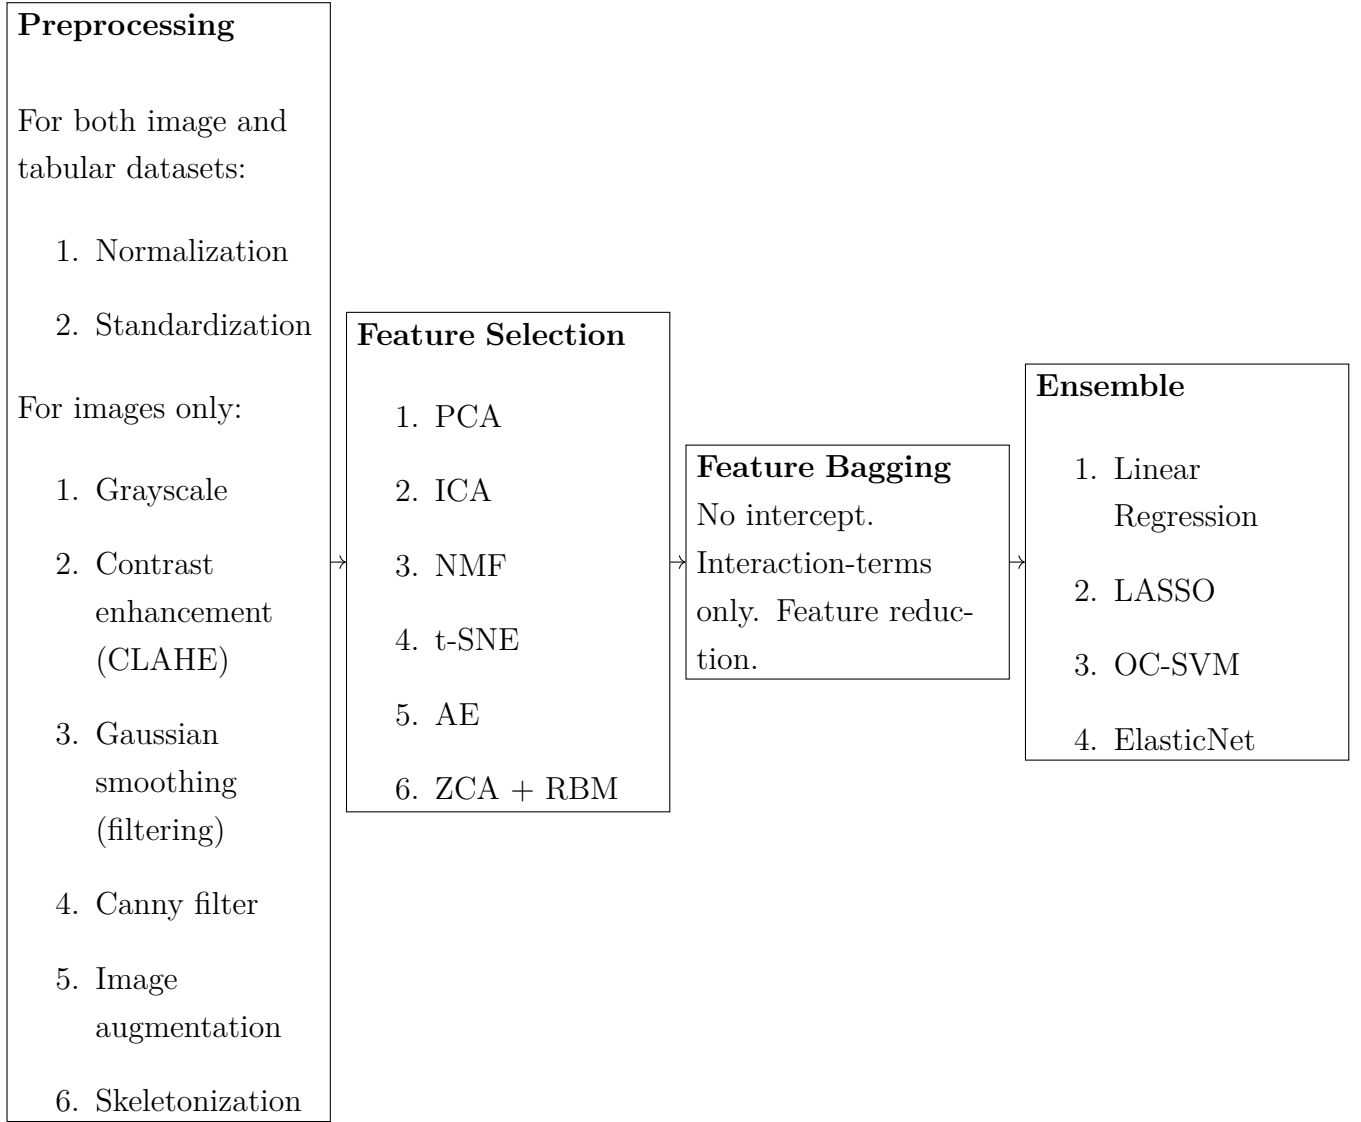 Preprocessing
For both image and
tabular datasets:
1. Normalization
2. Standardization
For images only:
1. Grayscale
2. Contrast
enhancement
(CLAHE)
3. Gaussian
smoothing
(filtering)
4. Canny filter
5. Image
augmentation
6. Skeletonization
Feature Selection
1. PCA
2. ICA
3. NMF
4. t-SNE
5. AE
6. ZCA + RBM
Feature Bagging
No intercept.
Interaction-terms
only. Feature reduc-
tion.
Ensemble
1. Linear
Regression
2. LASSO
3. OC-SVM
4. ElasticNet